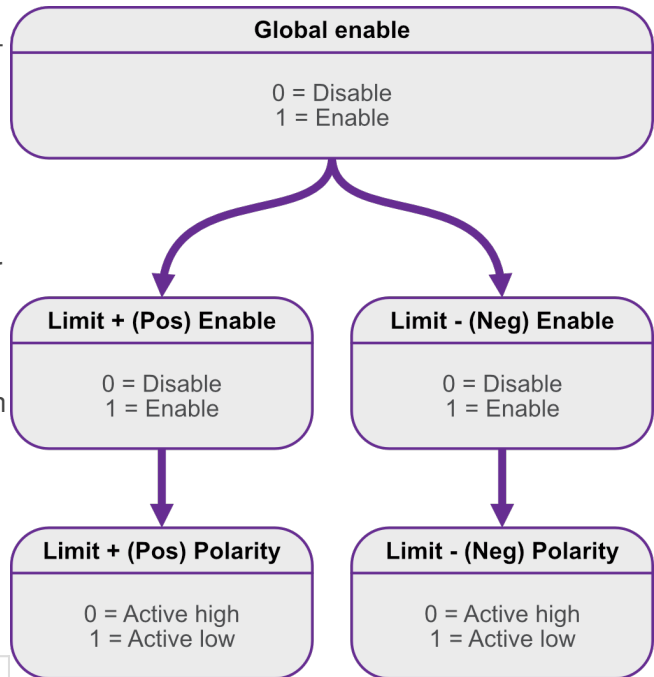 Global enable
0 = Disable
1 = Enable
Limit + (Pos) Enable
0 = Disable
1 = Enable
Limit - (Neg) Enable
0 = Disable
1 = Enable
Limit + (Pos) Polarity
0 = Active high
1 = Active low
Limit - (Neg) Polarity
0 = Active high
1 = Active low